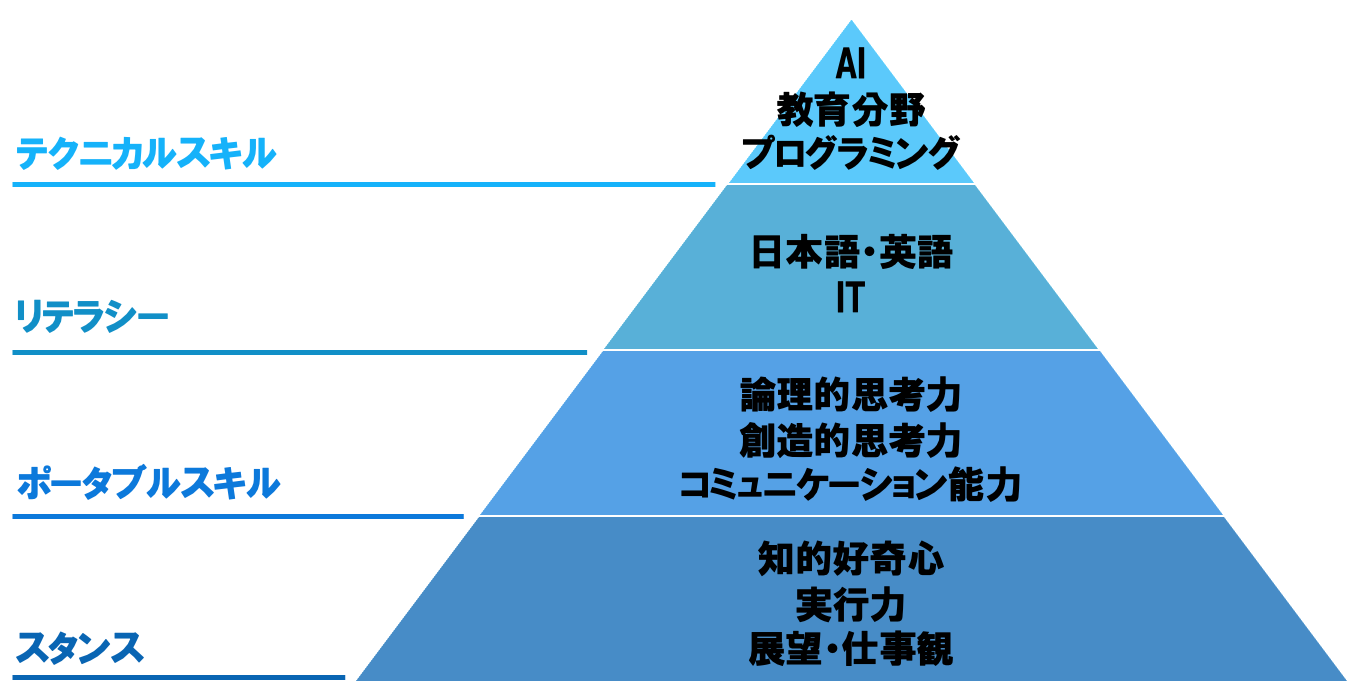 AI
教育分野
テクニカルスキル
プログラミング
日本語・英語
IT
リテラシー
論理的思考力
創造的思考力
ポータブルスキル
コミュニケーション能力
知的好奇心
実行力
スタンス
展望・仕事観